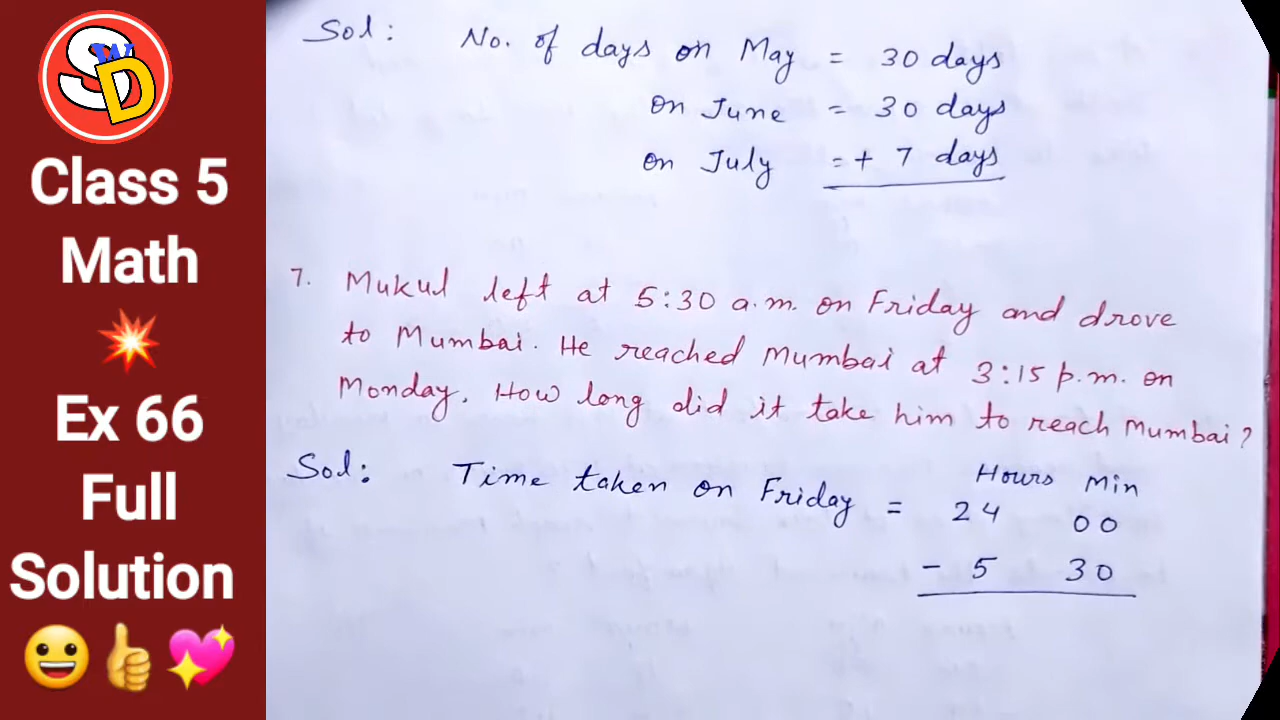 SWD
Class 5
Math
💥
Ex 66
Full
Solution
😀👍💖
Sol: No. of days on May = 30 days
on June = 30 days
on July = + 7 days
7. Mukul left at 5:30 a.m. on Friday and drove
to Mumbai. He reached Mumbai at 3:15 p.m. on
Monday. How long did it take him to reach Mumbai?
Hours Min
Sol: Time taken on Friday = 24 00
- 5 30